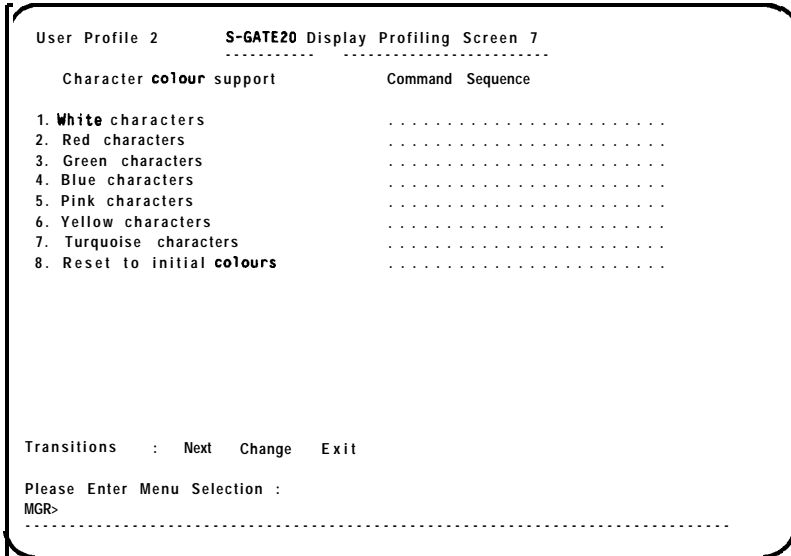 User Profile 2 S-GATE20 Display Profiling Screen 7
----------- -------------------------
Character colour support Command Sequence
1. White characters ........................
2. Red characters ........................
3. Green characters ........................
4. Blue characters ........................
5. Pink characters ........................
6. Yellow characters ........................
7. Turquoise characters ........................
8. Reset to initial colours ........................
Transitions : Next Change Exit
Please Enter Menu Selection :
MGR>
--------------------------------------------------------------------------------